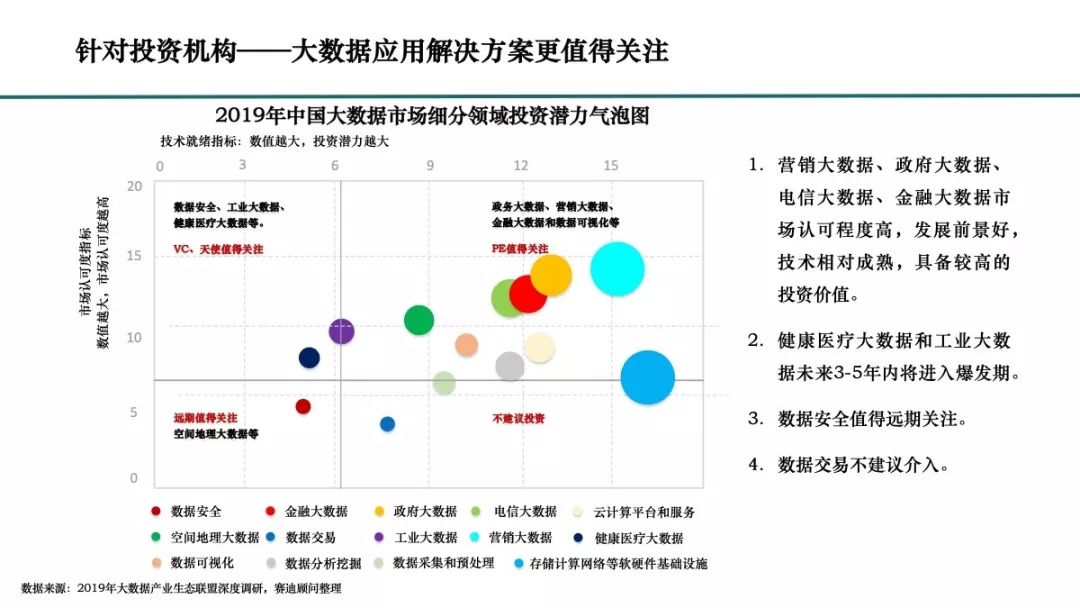 针对投资机构——大数据应用解决方案更值得关注
2019年中国大数据市场细分领域投资潜力气泡图
技术就绪指标：数值越大，投资潜力越大
0 3 6 9 12 15
市场认可度指标
数值越大，市场认可度越高
20
15
10
5
0
数据安全、工业大数据、
健康医疗大数据等。
VC、天使值得关注
政务大数据、营销大数据、
金融大数据和数据可视化等
PE值得关注
远期值得关注
空间地理大数据等
不建议投资
数据安全 金融大数据 政府大数据 电信大数据 云计算平台和服务
空间地理大数据 数据交易 工业大数据 营销大数据 健康医疗大数据
数据可视化 数据分析挖掘 数据采集和预处理 存储计算网络等软硬件基础设施
1. 营销大数据、政府大数据、
电信大数据、金融大数据市
场认可程度高，发展前景好，
技术相对成熟，具备较高的
投资价值。
2. 健康医疗大数据和工业大数
据未来3-5年内将进入爆发期。
3. 数据安全值得远期关注。
4. 数据交易不建议介入。
数据来源：2019年大数据产业生态联盟深度调研，赛迪顾问整理